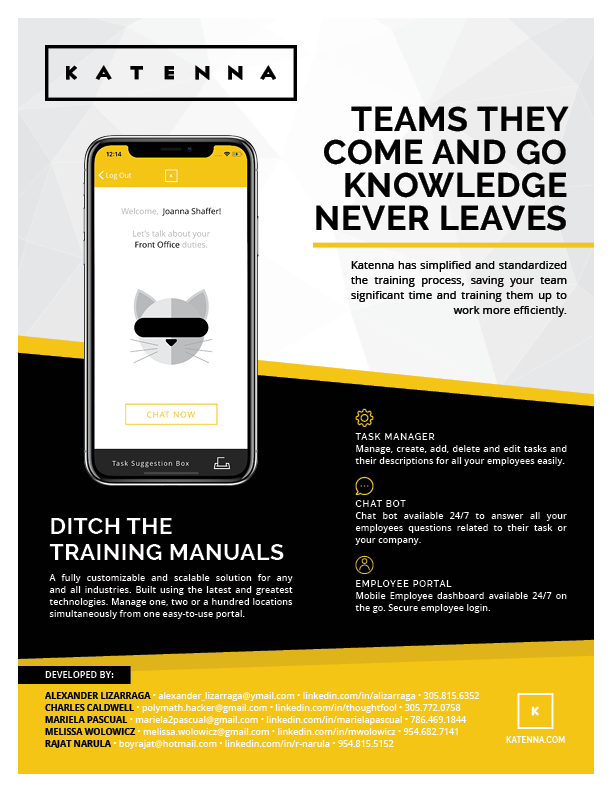 KATENNA
TEAMS THEY
COME AND GO
KNOWLEDGE
NEVER LEAVES
Katenna has simplified and standardized
the training process, saving your team
significant time and training them up to
work more efficiently.
12:14
Log Out
K
Welcome, Joanna Shaffer!
Let's talk about your
Front Office duties.
CHAT NOW
Task Suggestion Box
DITCH THE
TRAINING MANUALS
A fully customizable and scalable solution for any
and all industries. Built using the latest and greatest
technologies. Manage one, two or a hundred locations
simultaneously from one easy-to-use portal.
TASK MANAGER
Manage, create, add, delete and edit tasks and
their descriptions for all your employees easily.
CHAT BOT
Chat bot available 24/7 to answer all your
employees questions related to their task or
your company.
EMPLOYEE PORTAL
Mobile Employee dashboard available 24/7 on
the go. Secure employee login.
DEVELOPED BY:
ALEXANDER LIZARRAGA • alexander_lizarraga@ymail.com • linkedin.com/in/alizarraga • 305.815.6352
CHARLES CALDWELL • polymath.hacker@gmail.com • linkedin.com/in/thoughtfool • 305.772.0758
MARIELA PASCUAL • mariela2pascual@gmail.com • linkedin.com/in/marielapascual • 786.469.1844
MELISSA WOLOWICZ • melissa.wolowicz@gmail.com • linkedin.com/in/mwolowicz • 954.682.7141
RAJAT NARULA • boyrajat@hotmail.com • linkedin.com/in/r-narula • 954.815.5152
K
KATENNA.COM